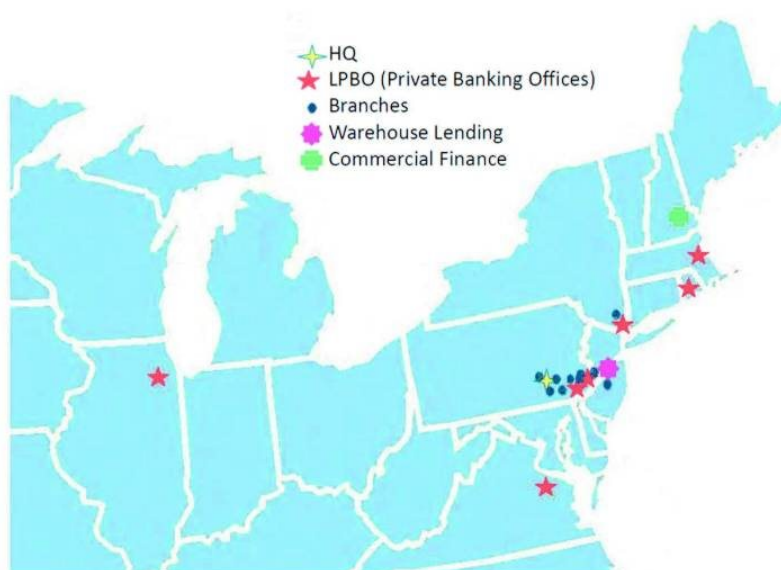 HQ
LPBO (Private Banking Offices)
Branches
Warehouse Lending
Commercial Finance